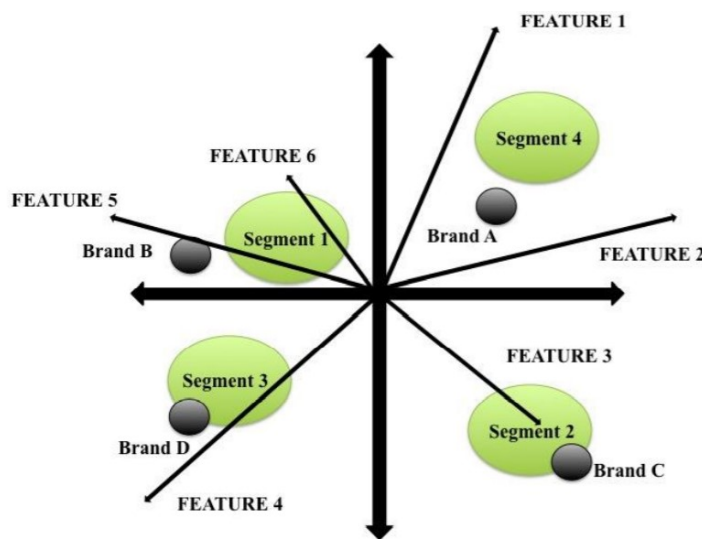 FEATURE 1
Segment 4
FEATURE 6
FEATURE 5
Segment 1
Brand A
Brand B
FEATURE 2
FEATURE 3
Segment 3
Segment 2
Brand D
Brand C
FEATURE 4